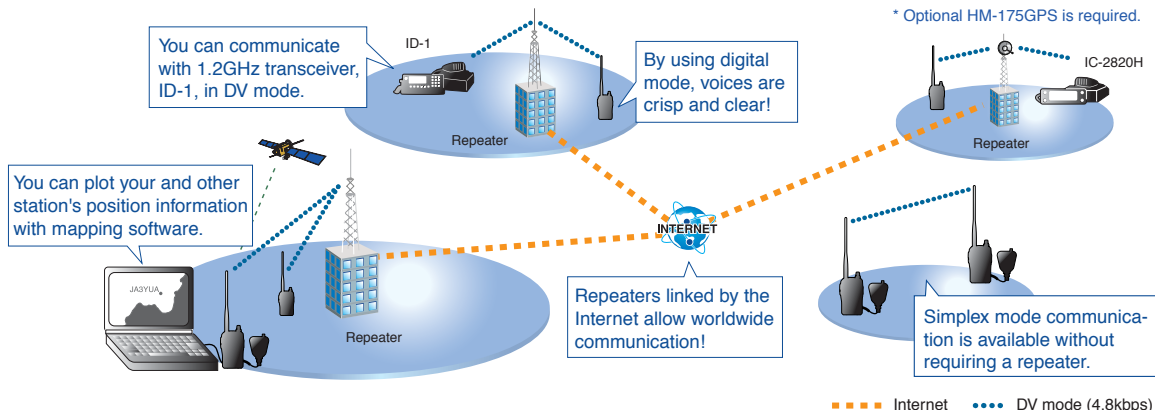 * Optional HM-175GPS is required.
You can communicate
with 1.2GHz transceiver,
ID-1, in DV mode.
ID-1
Repeater
By using digital
mode, voices are
crisp and clear!
IC-2820H
Repeater
You can plot your and other
station's position information
with mapping software.
JA3YUA
Repeater
INTERNET
Repeaters linked by the
Internet allow worldwide
communication!
Simplex mode communica-
tion is available without
requiring a repeater.
Internet
DV mode (4.8kbps)